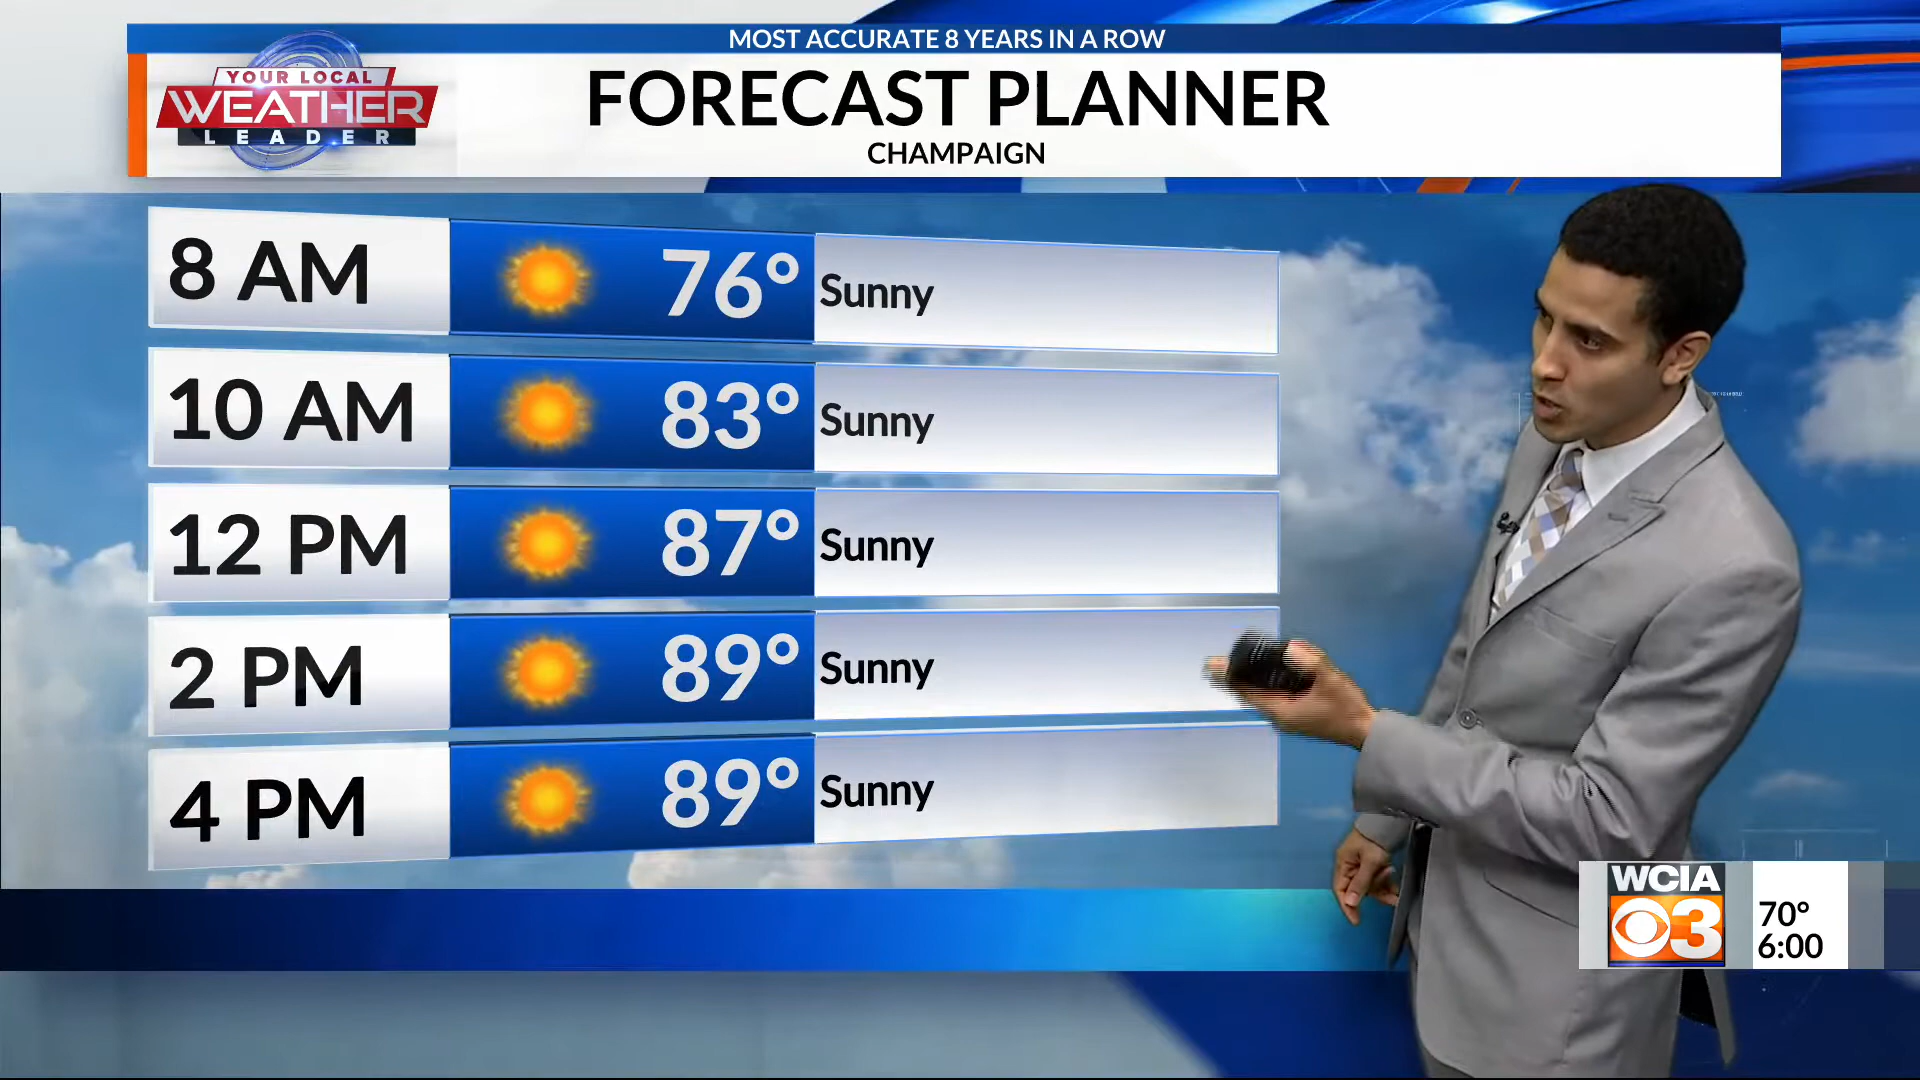 MOST ACCURATE 8 YEARS IN A ROW
YOUR LOCAL
WEATHER
LEADER
FORECAST PLANNER
CHAMPAIGN
8 AM 76° Sunny
10 AM 83° Sunny
12 PM 87° Sunny
2 PM 89° Sunny
4 PM 89° Sunny
WCIA
3
70°
6:00